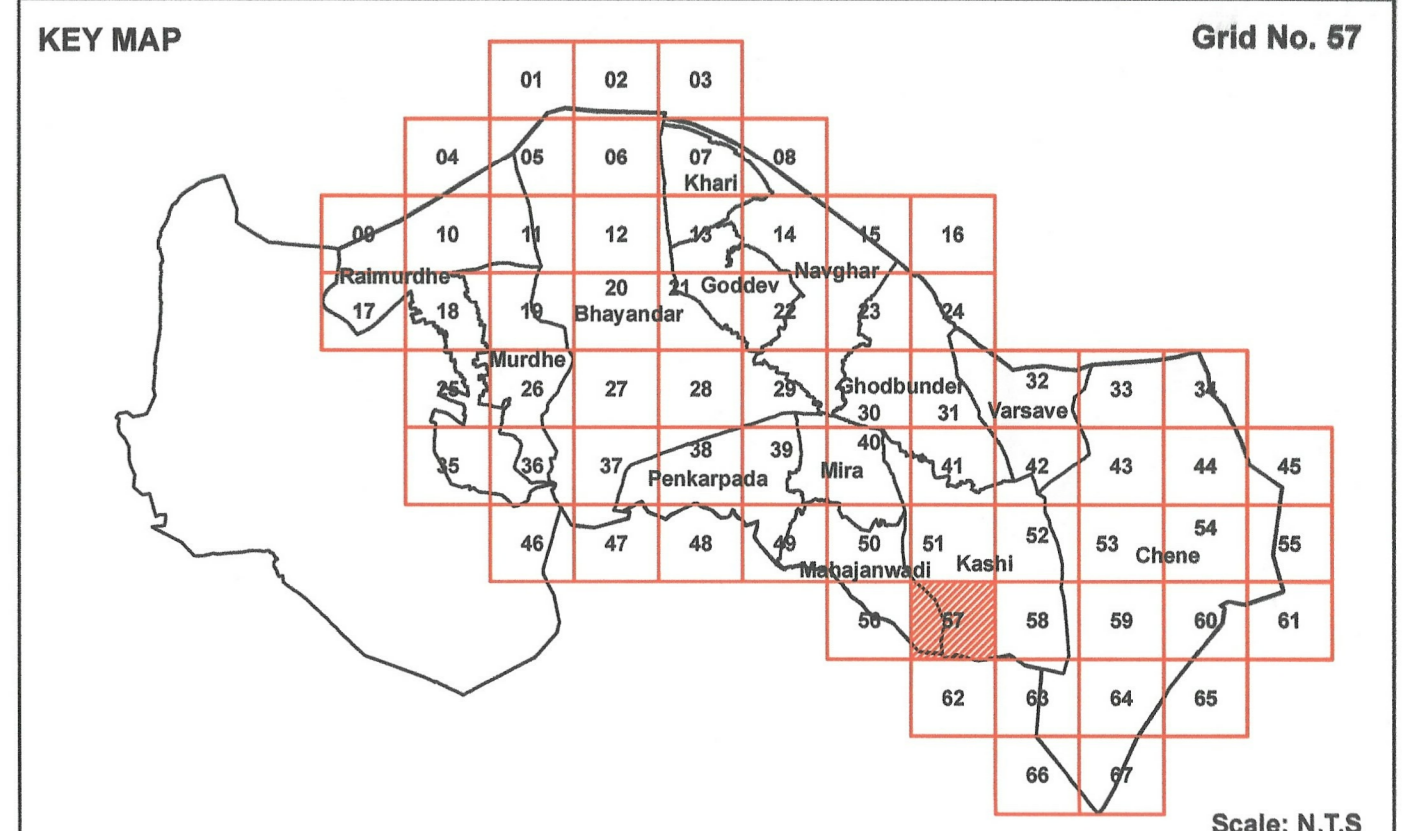 KEY MAP
Grid No. 57
01 02 03
04 05 06 07 08
Khari
09 10 11 12 13 14 15 16
Raimurdhe
Navghar
Goddev
20 21
Bhayandar
17 18 19 22 23 24
Murdhe
Ghodbunder
32
Varsave
25 26 27 28 29 30 31 33 34
38 39 40
Penkarpada
Mira
35 36 37 41 42 43 44 45
46 47 48 49 50 51 52 53 54 55
Kashi
Chene
Mahajanwadi
56 57 58 59 60 61
62 63 64 65
66 67
Scale: N.T.S